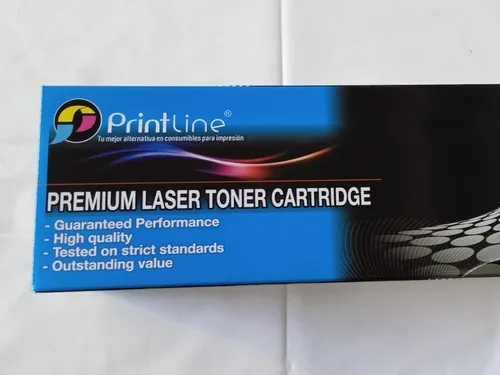 Printline®
Tu mejor alternativa en consumibles para impresión
PREMIUM LASER TONER CARTRIDGE
- Guaranteed Performance
- High quality
- Tested on strict standards
- Outstanding value